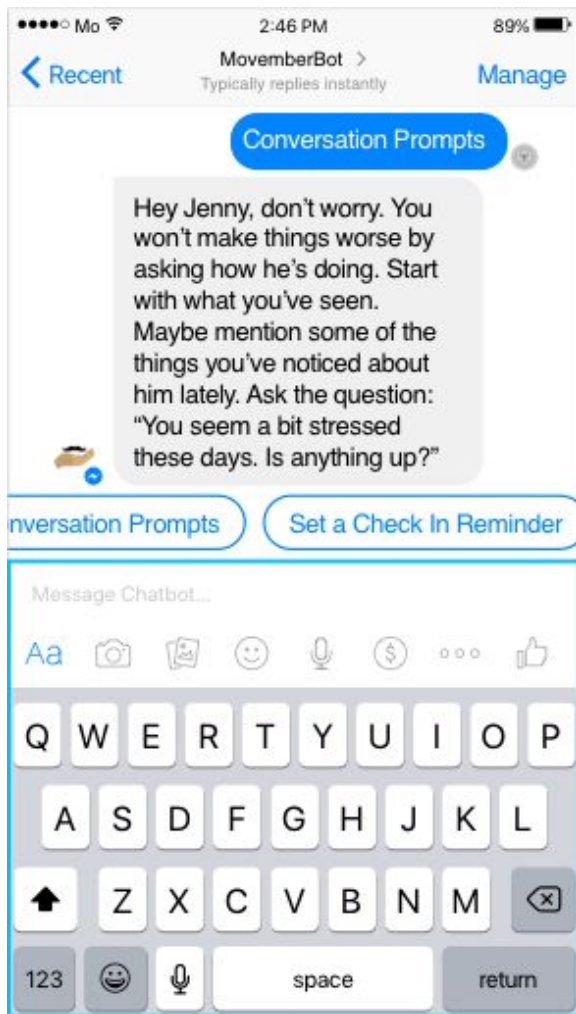 Mo 2:46 PM 89%
Recent MovemberBot > Manage
Typically replies instantly
Conversation Prompts
Hey Jenny, don’t worry. You
won’t make things worse by
asking how he’s doing. Start
with what you’ve seen.
Maybe mention some of the
things you’ve noticed about
him lately. Ask the question:
“You seem a bit stressed
these days. Is anything up?”
nversation Prompts Set a Check In Reminder
Message Chatbot...
Aa $
Q W E R T Y U I O P
A S D F G H J K L
Z X C V B N M
123 space return